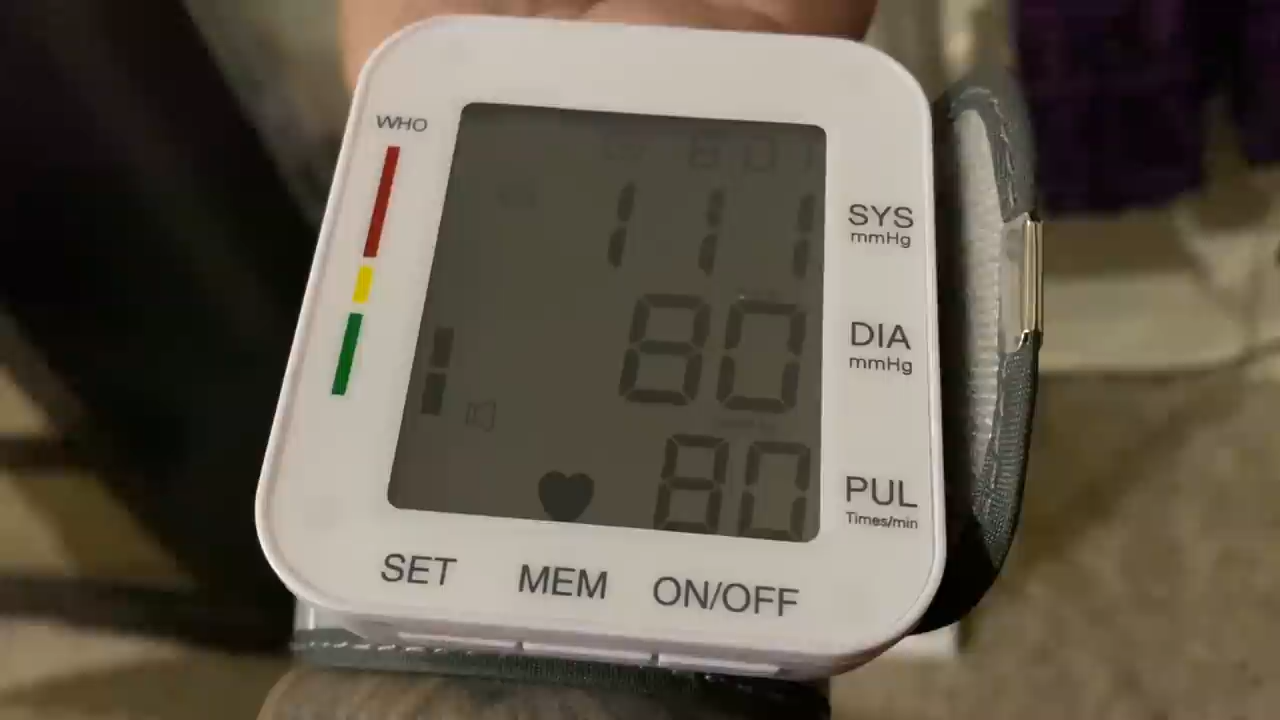 WHO
111
SYS
mmHg
80
DIA
mmHg
80
PUL
Times/min
SET MEM ON/OFF